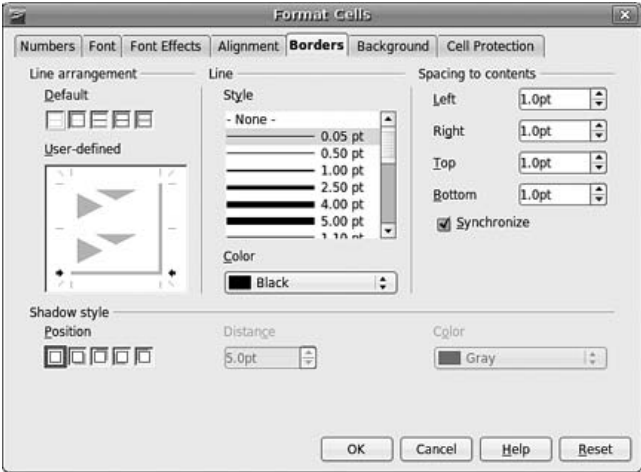 Format Cells
Numbers Font Font Effects Alignment Borders Background Cell Protection
Line arrangement
Default
User-defined
Line
Style
- None -
0.05 pt
0.50 pt
1.00 pt
2.50 pt
4.00 pt
5.00 pt
1.10 pt
Color
Black
Spacing to contents
Left 1.0pt
Right 1.0pt
Top 1.0pt
Bottom 1.0pt
Synchronize
Shadow style
Position
Distance
5.0pt
Color
Gray
OK Cancel Help Reset